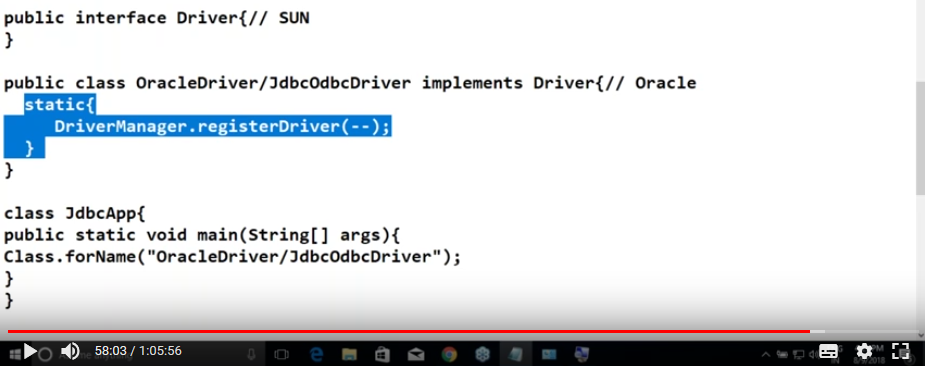 public interface Driver{// SUN
}
public class OracleDriver/JdbcOdbcDriver implements Driver{// Oracle
static{
DriverManager.registerDriver(--);
}
}
class JdbcApp{
public static void main(String[] args){
Class.forName("OracleDriver/JdbcOdbcDriver");
}
}
58:03 / 1:05:56